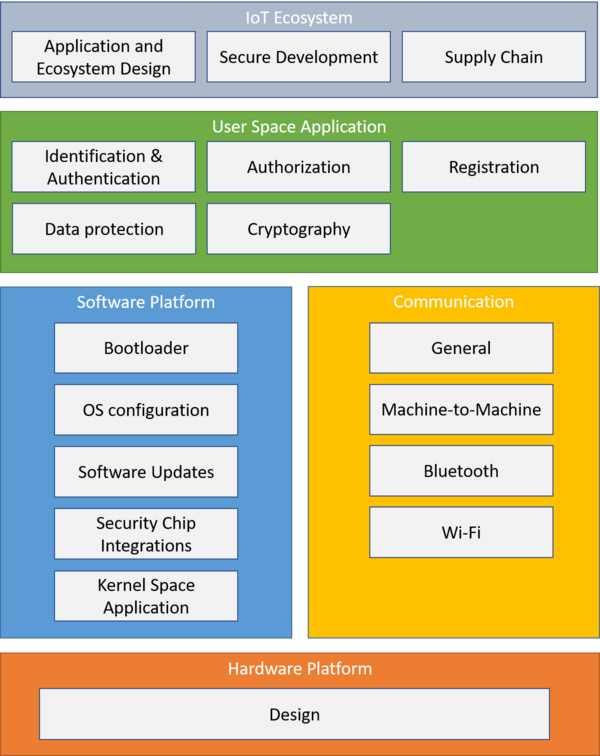 IoT Ecosystem
Application and
Ecosystem Design
Secure Development
Supply Chain
User Space Application
Identification &
Authentication
Authorization
Registration
Data protection
Cryptography
Software Platform
Bootloader
OS configuration
Software Updates
Security Chip
Integrations
Kernel Space
Application
Communication
General
Machine-to-Machine
Bluetooth
Wi-Fi
Hardware Platform
Design